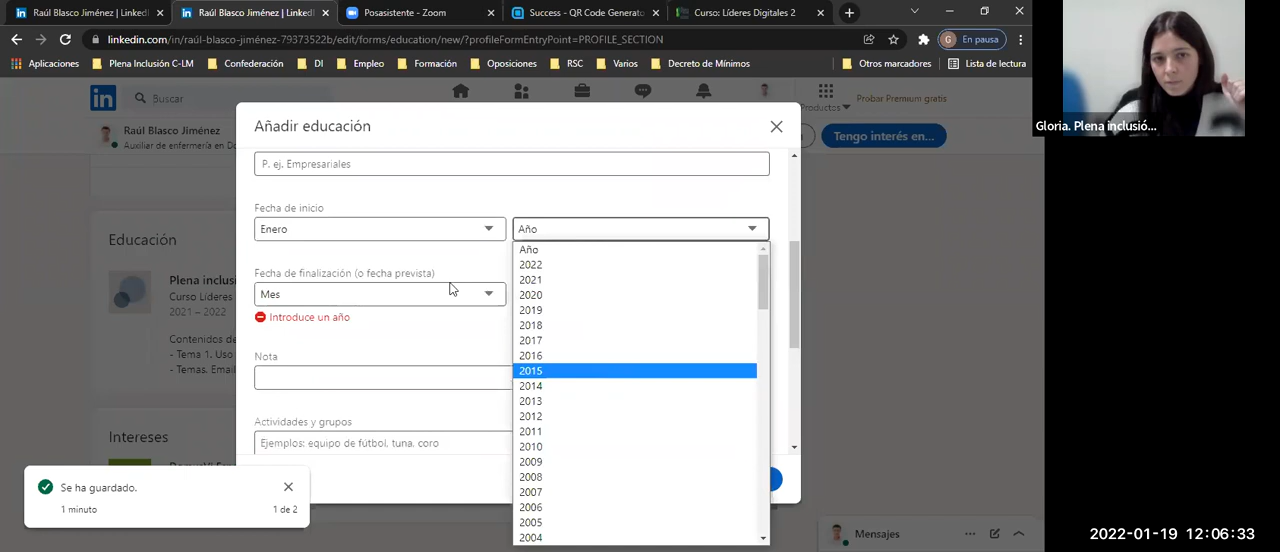 Raúl Blasco Jiménez | LinkedI
Raúl Blasco Jiménez | LinkedI
Posasistente - Zoom
Success - QR Code Generato
Curso: Líderes Digitales 2
linkedin.com/in/raúl-blasco-jiménez-79373522b/edit/forms/education/new/?profileFormEntryPoint=PROFILE_SECTION
G
En pausa
Aplicaciones
Plena Inclusión C-LM
Confederación
DI
Empleo
Formación
Oposiciones
RSC
Varios
Decreto de Mínimos
Otros marcadores
Lista de lectura
in
Buscar
Productos
Probar Premium gratis
Raúl Blasco Jiménez
Auxiliar de enfermería en Do
Tengo interés en...
Gloria. Plena inclusió...
Añadir educación
P. ej. Empresariales
Fecha de inicio
Enero
Año
Año
2022
2021
2020
2019
2018
2017
2016
2015
2014
2013
2012
2011
2010
2009
2008
2007
2006
2005
2004
Fecha de finalización (o fecha prevista)
Mes
Introduce un año
Nota
Actividades y grupos
Ejemplos: equipo de fútbol, tuna, coro
Educación
Plena inclusi
Curso Líderes
2021 – 2022
Contenidos de
- Tema 1. Uso
- Temas. Email
Intereses
Se ha guardado.
1 minuto
1 de 2
Mensajes
2022-01-19 12:06:33